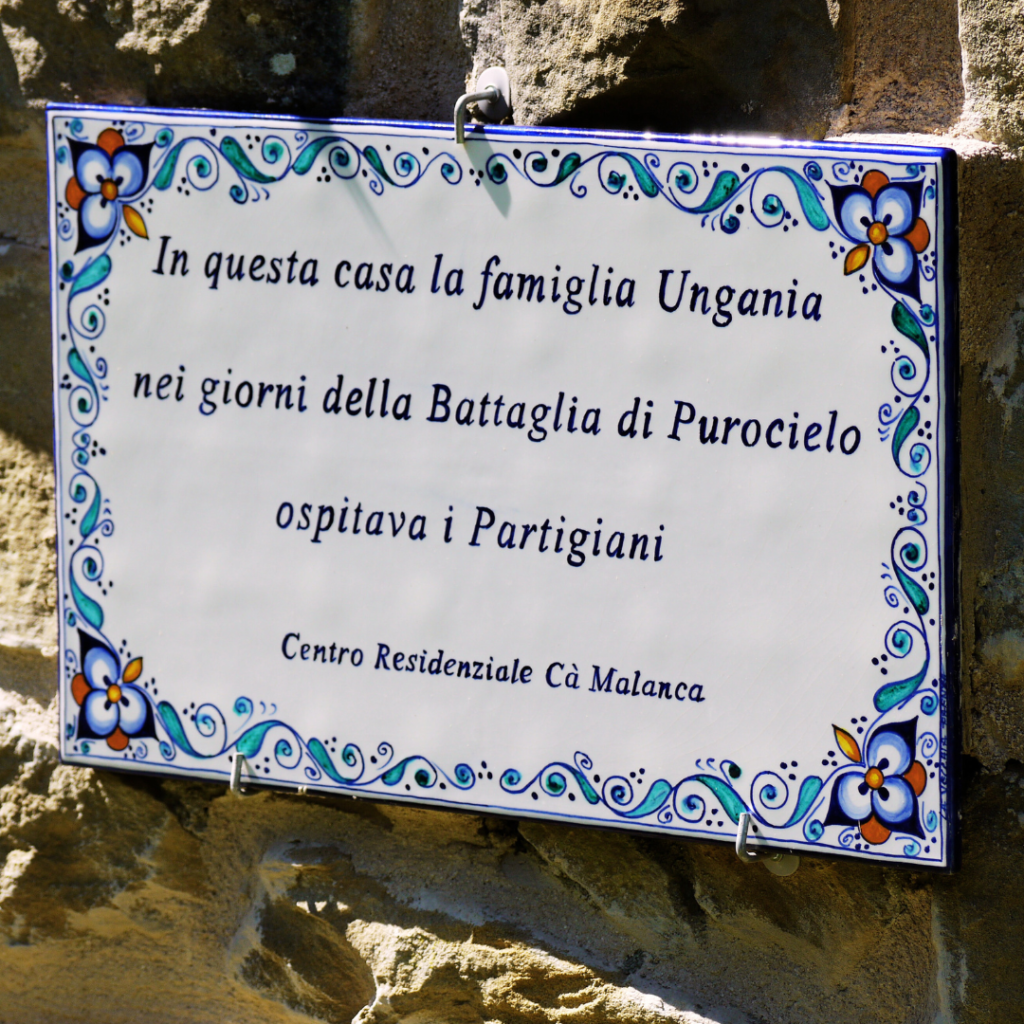 In questa casa la famiglia Ungania
nei giorni della Battaglia di Purocielo
ospitava i Partigiani
Centro Residenziale Cà Malanca